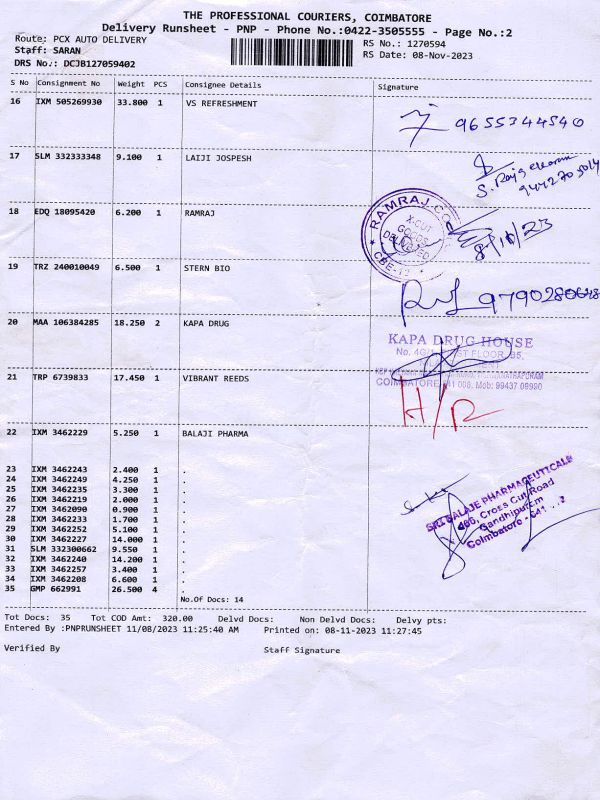 THE PROFESSIONAL COURIERS, COIMBATORE
Delivery Runsheet - PNP - Phone No.:0422-3505555 - Page No.:2
Route: PCX AUTO DELIVERY
RS No.: 1270594
Staff: SARAN
RS Date: 08-Nov-2023
DRS No.: DCJB127059402
S No Consignment No Weight PCS Consignee Details Signature
16 IXM 505269930 33.800 1 VS REFRESHMENT
9655344540
17 SLM 332333348 9.100 1 LAIJI JOSPESH
18 EDQ 18095420 6.200 1 RAMRAJ
X-CUT
GOODS
DELIVERED
8/11/23
19 TRZ 240010049 6.500 1 STERN BIO
9790280648
20 MAA 106384285 18.250 2 KAPA DRUG
KAPA DRUG HOUSE
21 TRP 6739833 17.450 1 VIBRANT REEDS
COIMBATORE 641 008. Mob: 99437 09990
H/R
22 IXM 3462229 5.250 1 BALAJI PHARMA
23 IXM 3462243 2.400 1 .
24 IXM 3462249 4.250 1 .
25 IXM 3462235 3.300 1 .
26 IXM 3462219 2.000 1 .
27 IXM 3462090 0.900 1 .
28 IXM 3462233 1.700 1 .
29 IXM 3462252 5.100 1 .
30 IXM 3462227 14.000 1 .
31 SLM 332300662 9.550 1 .
32 IXM 3462240 14.200 1 .
33 IXM 3462257 3.400 1 .
34 IXM 3462208 6.600 1 .
35 GMP 662991 26.500 4 .
SRI BALAJE PHARMACEUTICALS
486, Cross Cut Road
Gandhipuram
Coimbatore - 641
No.Of Docs: 14
Tot Docs: 35 Tot COD Amt: 320.00 Delvd Docs: Non Delvd Docs: Delvy pts:
Entered By :PNPRUNSHEET 11/08/2023 11:25:40 AM Printed on: 08-11-2023 11:27:45
Verified By Staff Signature